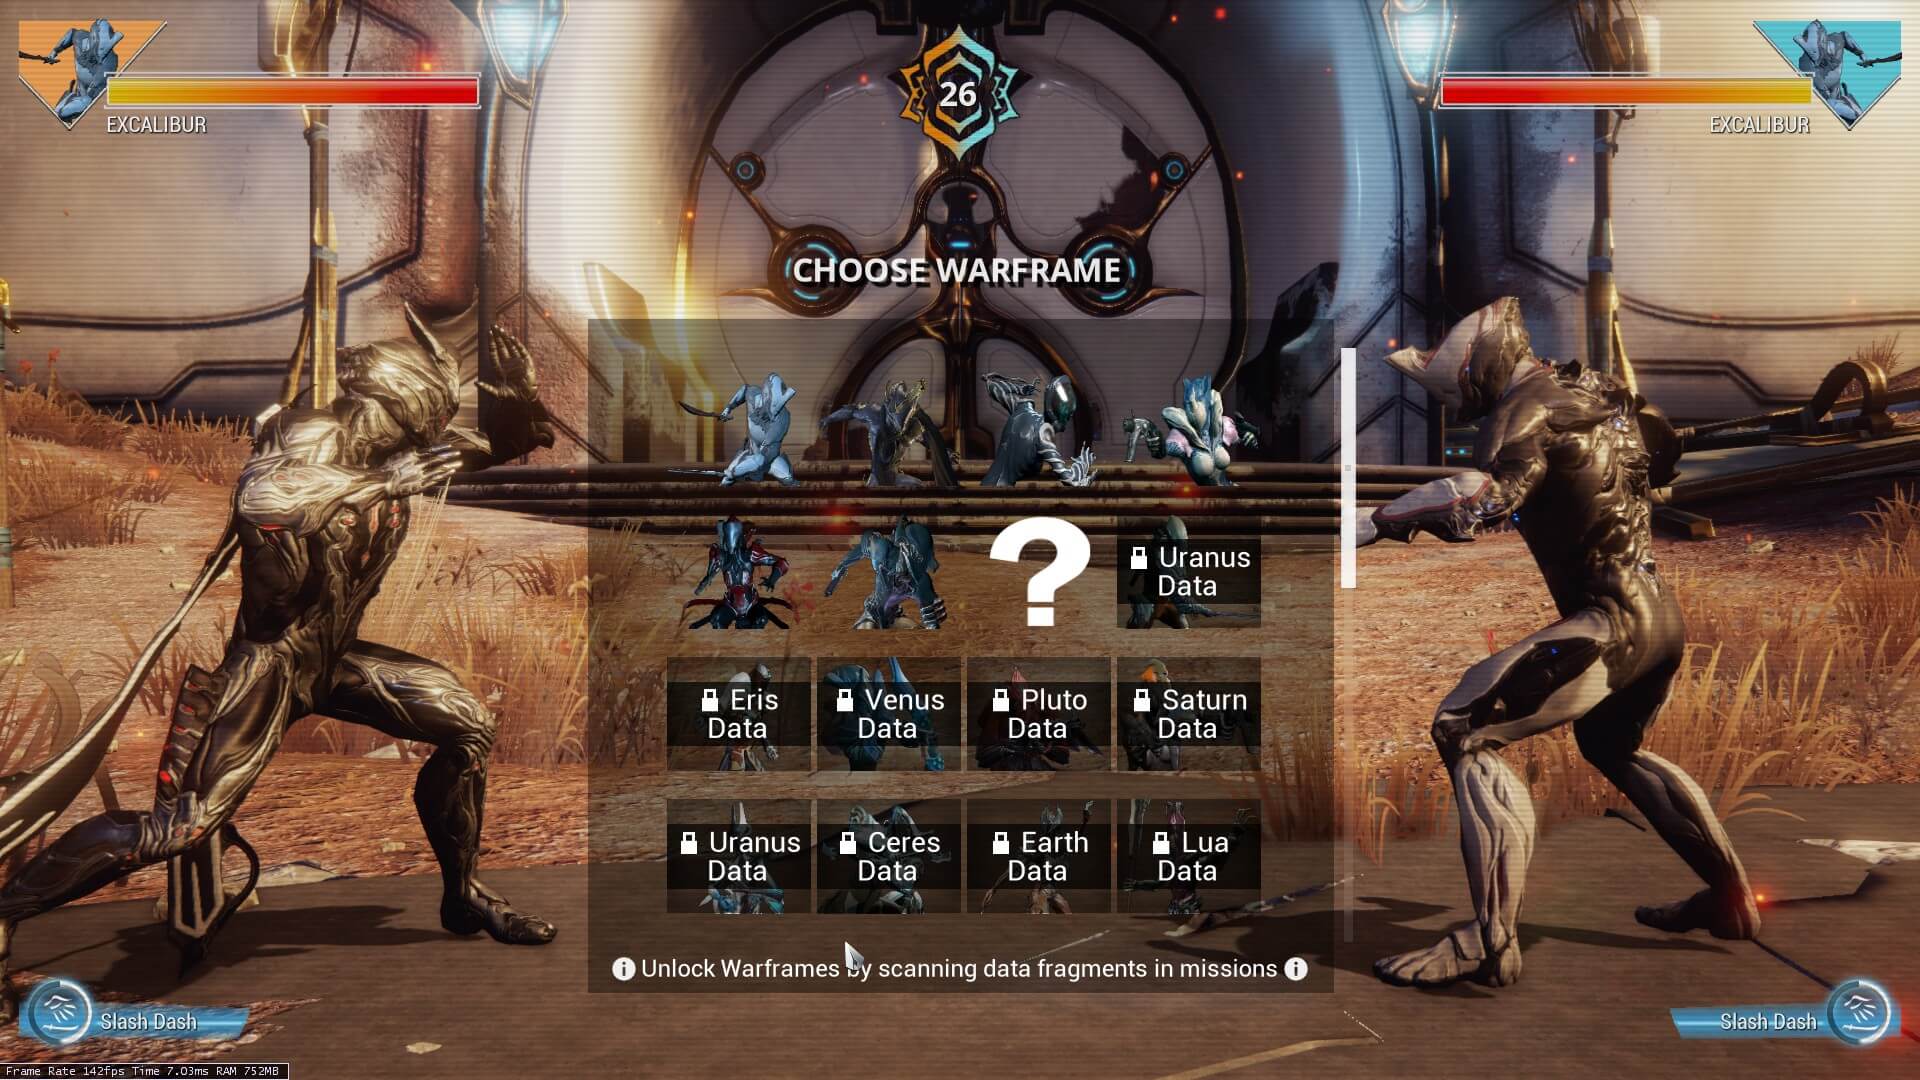 26
EXCALIBUR
EXCALIBUR
CHOOSE WARFRAME
?
Uranus
Data
Eris
Data
Venus
Data
Pluto
Data
Saturn
Data
Uranus
Data
Ceres
Data
Earth
Data
Lua
Data
Unlock Warframes by scanning data fragments in missions
Slash Dash
Slash Dash
Frame Rate 142fps Time 7.03ms RAM 752MB